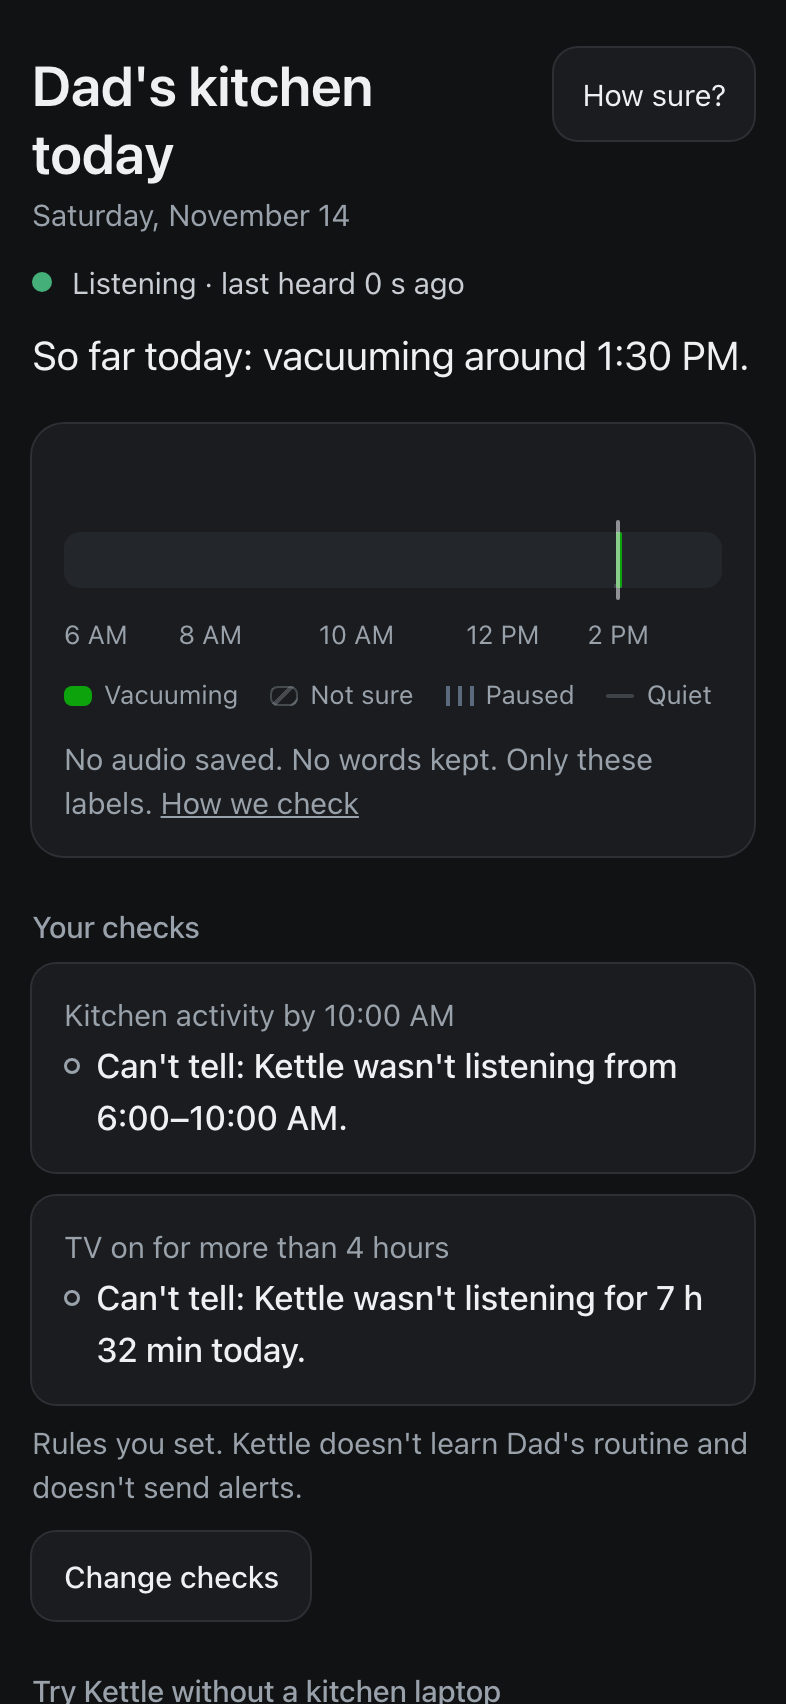 Dad's kitchen
today
How sure?
Saturday, November 14
Listening · last heard 0 s ago
So far today: vacuuming around 1:30 PM.
6 AM 8 AM 10 AM 12 PM 2 PM
Vacuuming Not sure Paused Quiet
No audio saved. No words kept. Only these
labels. How we check
Your checks
Kitchen activity by 10:00 AM
Can't tell: Kettle wasn't listening from
6:00–10:00 AM.
TV on for more than 4 hours
Can't tell: Kettle wasn't listening for 7 h
32 min today.
Rules you set. Kettle doesn't learn Dad's routine and
doesn't send alerts.
Change checks
Try Kettle without a kitchen laptop